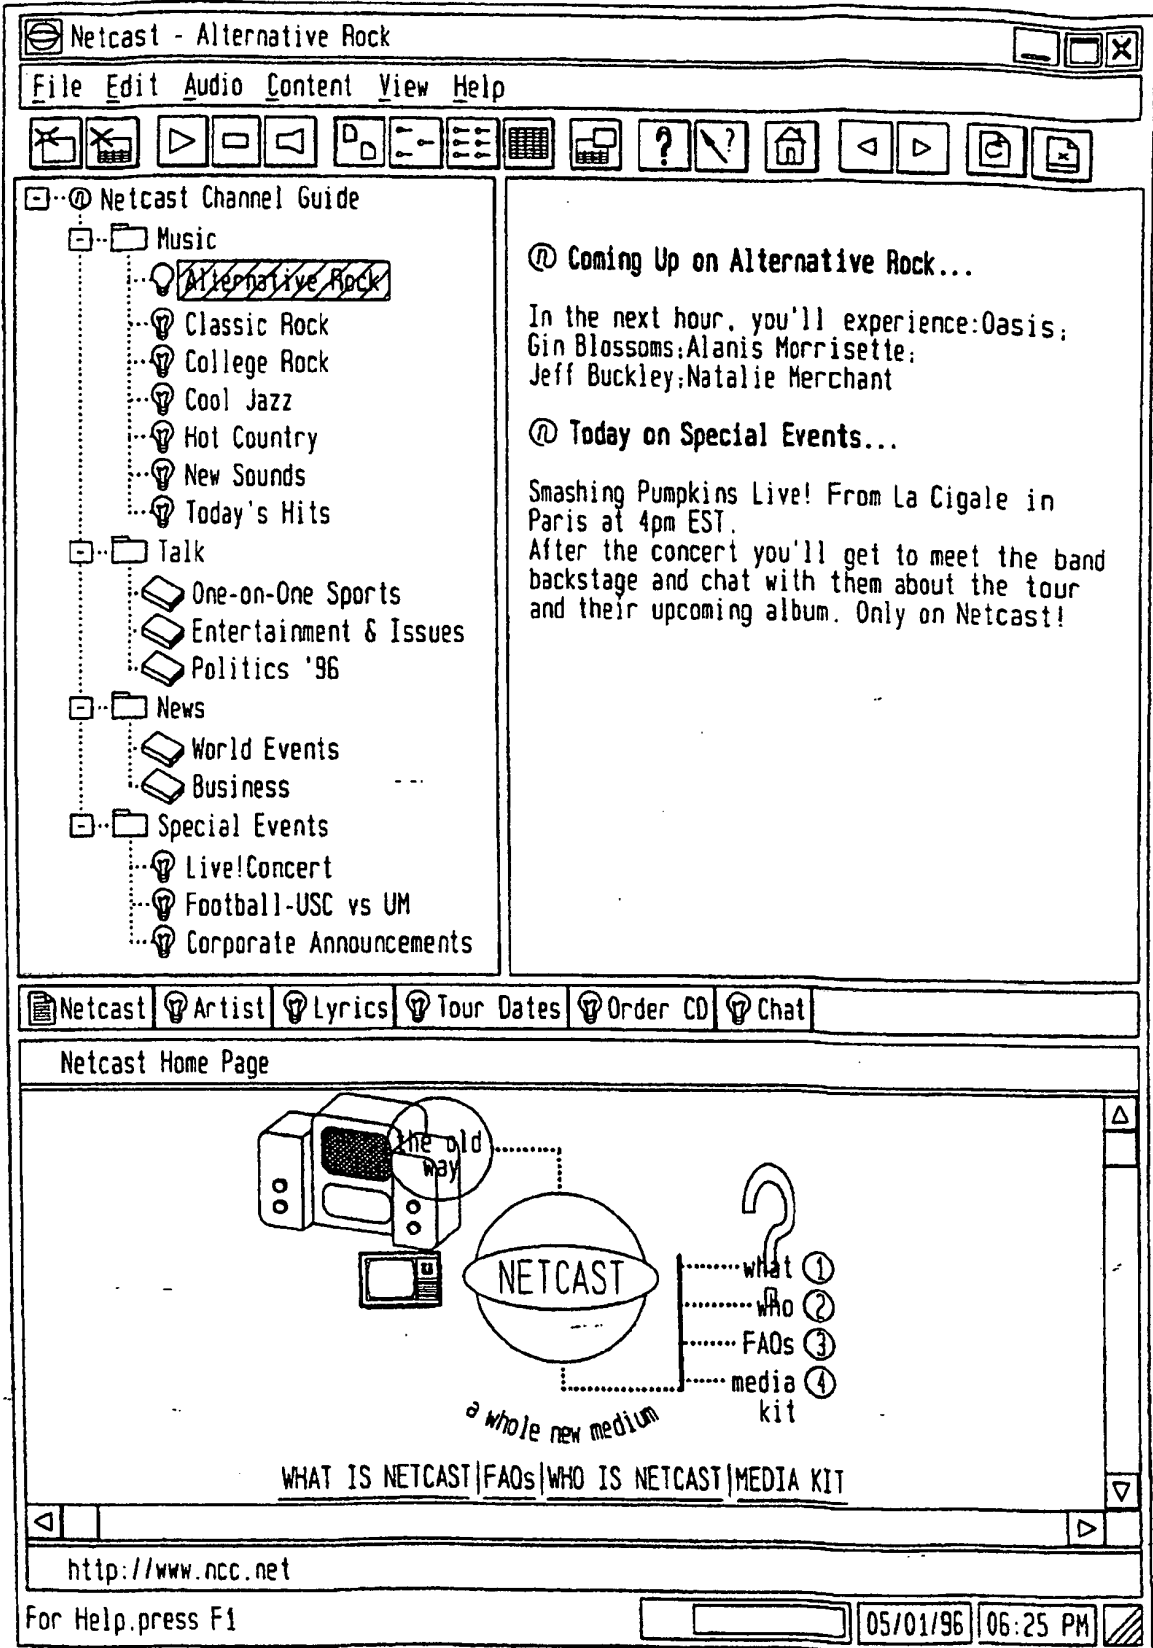 Netcast - Alternative Rock
File Edit Audio Content View Help
Netcast Channel Guide
Music
Alternative Rock
Classic Rock
College Rock
Cool Jazz
Hot Country
New Sounds
Today's Hits
Talk
One-on-One Sports
Entertainment & Issues
Politics '96
News
World Events
Business
Special Events
Live!Concert
Football-USC vs UM
Corporate Announcements
Coming Up on Alternative Rock...
In the next hour, you'll experience:Oasis;
Gin Blossoms;Alanis Morrisette;
Jeff Buckley;Natalie Merchant
Today on Special Events...
Smashing Pumpkins Live! From La Cigale in
Paris at 4pm EST.
After the concert you'll get to meet the band
backstage and chat with them about the tour
and their upcoming album. Only on Netcast!
Netcast Artist Lyrics Tour Dates Order CD Chat
Netcast Home Page
the old
way
NETCAST
what 1
who 2
FAQs 3
media 4
kit
a whole new medium
WHAT IS NETCAST|FAQs|WHO IS NETCAST|MEDIA KIT
http://www.ncc.net
For Help,press F1
05/01/96 06:25 PM